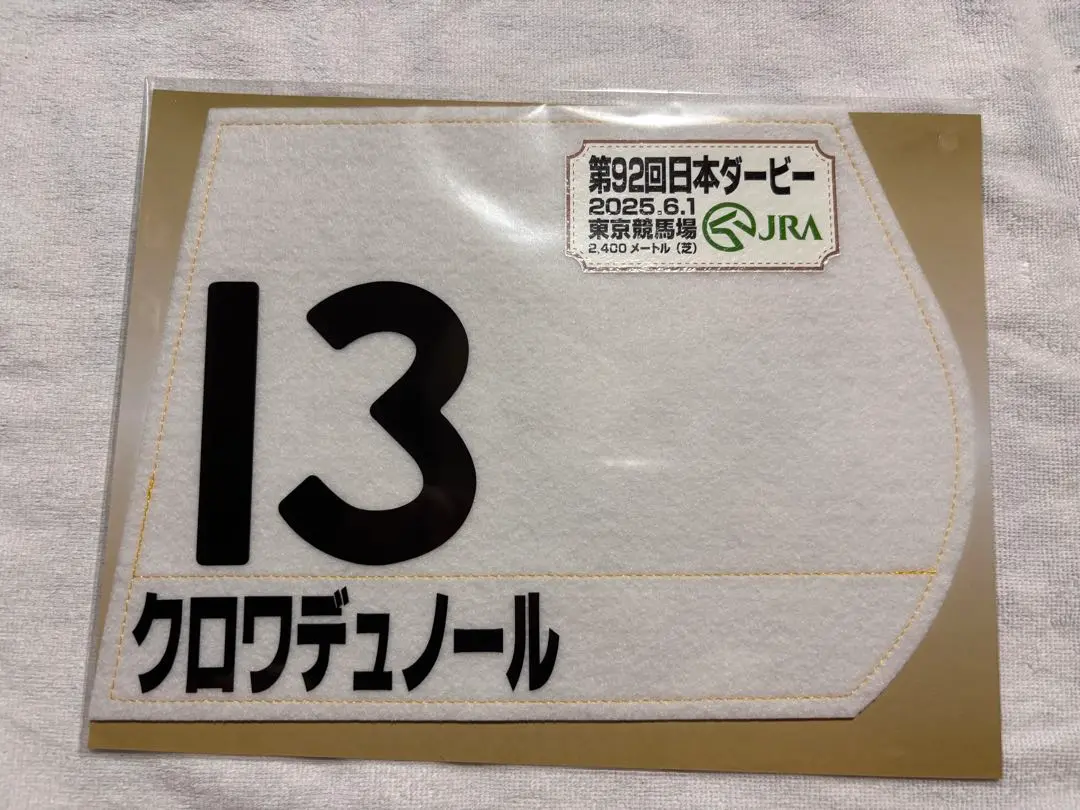 第92回日本ダービー
2025.6.1
東京競馬場
2,400メートル（芝）
JRA
13
クロワデュノール